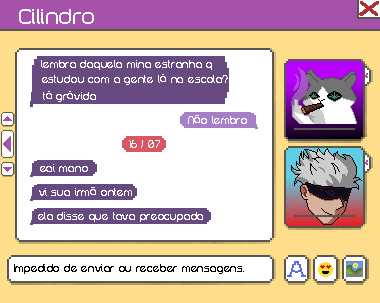 Cilindro
lembra daquela mina estranha q
estudou com a gente lá na escola?
tá grávida
Não lembro
16 / 07
eai mano
vi sua irmã ontem
ela disse que tava preocupada
Impedido de enviar ou receber mensagens.
A